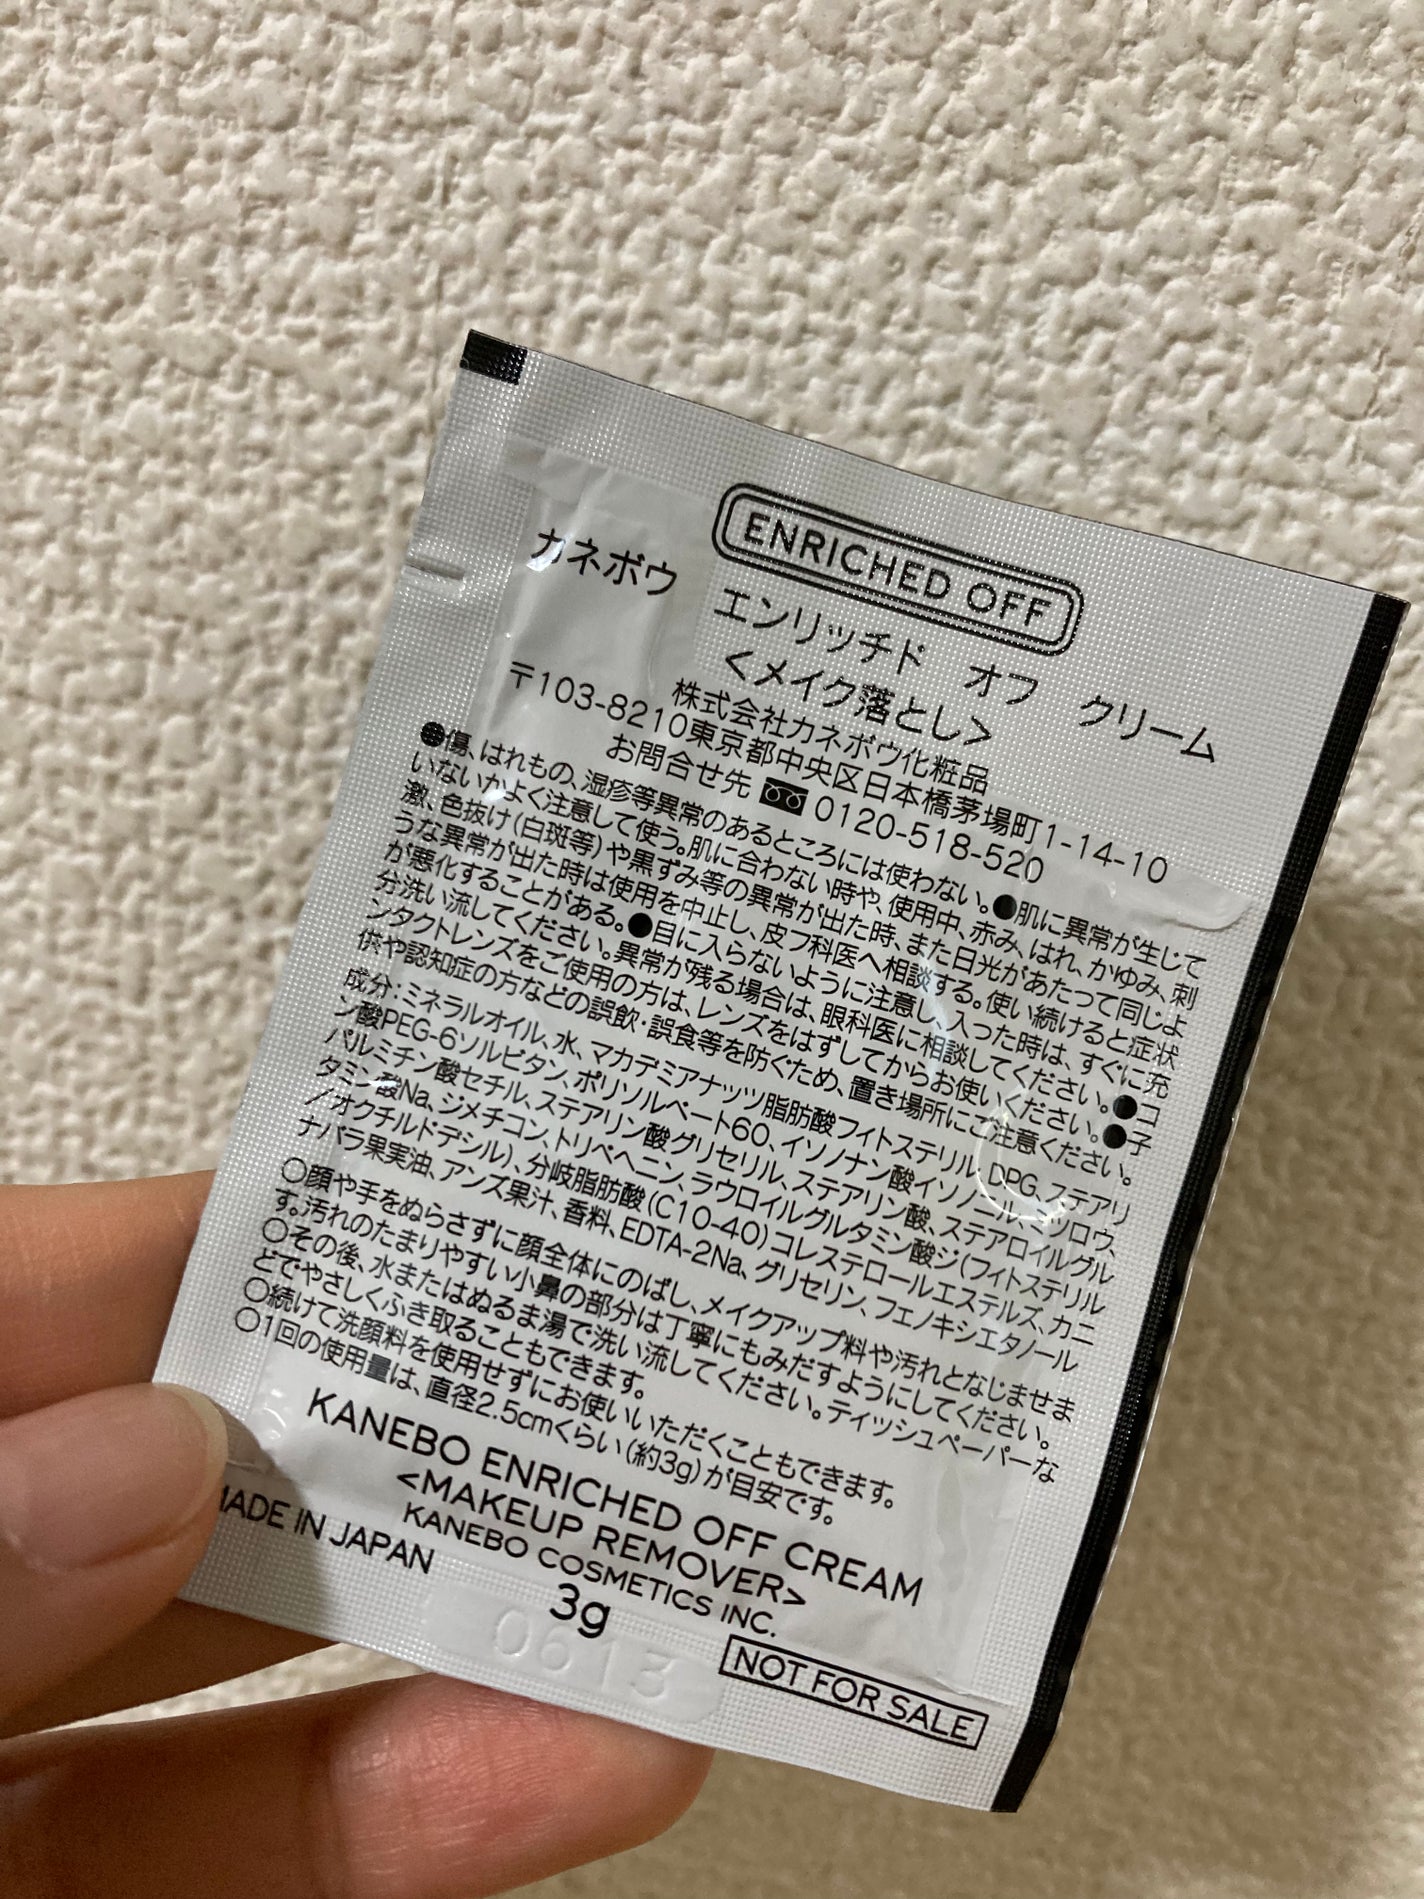 ENRICHED OFF
カネボウ エンリッチド オフ クリーム
<メイク落とし>
株式会社カネボウ化粧品
〒103-8210東京都中央区日本橋茅場町1-14-10
お問合せ先 0120-518-520
●傷、はれもの、湿疹等異常のあるところには使わない。●肌に異常が生じて
いないかよく注意して使う。肌に合わない時や、使用中、赤み、はれ、かゆみ、刺
激、色抜け(白斑等)や黒ずみ等の異常が出た時、また日光があたって同じよ
うな異常が出た時は使用を中止し、皮フ科医へ相談する。使い続けると症状
が悪化することがある。●目に入らないように注意し、入った時は、すぐに充
分洗い流してください。異常が残る場合は、眼科医に相談してください。●コ
ンタクトレンズをご使用の方は、レンズをはずしてからお使いください。●子
供や認知症の方などの誤飲・誤食等を防ぐため、置き場所にご注意ください。
成分:ミネラルオイル、水、マカデミアナッツ脂肪酸フィトステリル、DPG、ステアリ
ン酸PEG-6ソルビタン、ポリソルベート60、イソノナン酸イソノニル、ミツロウ、
パルミチン酸セチル、ステアリン酸グリセリル、ステアリン酸、ステアロイルグル
タミン酸Na、ジメチコン、トリベヘニン、ラウロイルグルタミン酸ジ(フィトステリル
/オクチルドデシル)、分岐脂肪酸(C10-40)コレステロールエステルズ、カニ
ナバラ果実油、アンズ果汁、香料、EDTA-2Na、グリセリン、フェノキシエタノール
○顔や手をぬらさずに顔全体にのばし、メイクアップ料や汚れとなじませま
す。汚れのたまりやすい小鼻の部分は丁寧にもみだすようにしてください。
○その後、水またはぬるま湯で洗い流してください。ティッシュペーパーな
どでやさしくふき取ることもできます。
○続けて洗顔料を使用せずにお使いいただくこともできます。
○1回の使用量は、直径2.5cmくらい(約3g)が目安です。
KANEBO ENRICHED OFF CREAM
<MAKEUP REMOVER>
KANEBO COSMETICS INC.
MADE IN JAPAN
3g
NOT FOR SALE
0613